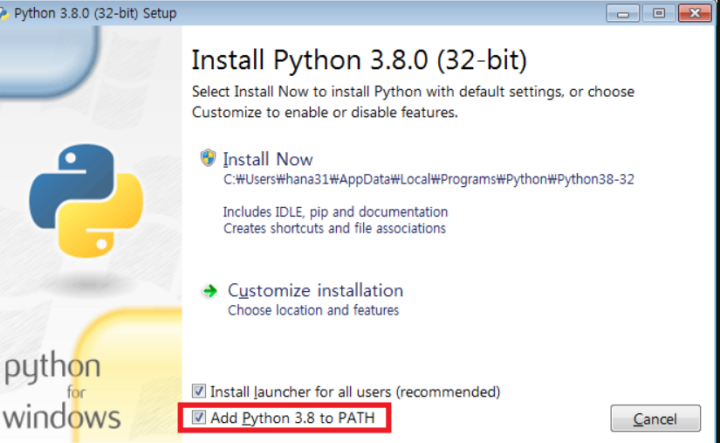 Python 3.8.0 (32-bit) Setup
Install Python 3.8.0 (32-bit)
Select Install Now to install Python with default settings, or choose
Customize to enable or disable features.
Install Now
C:₩Users₩hana31₩AppData₩Local₩Programs₩Python₩Python38-32
Includes IDLE, pip and documentation
Creates shortcuts and file associations
Customize installation
Choose location and features
python
for
windows
Install launcher for all users (recommended)
Add Python 3.8 to PATH
Cancel